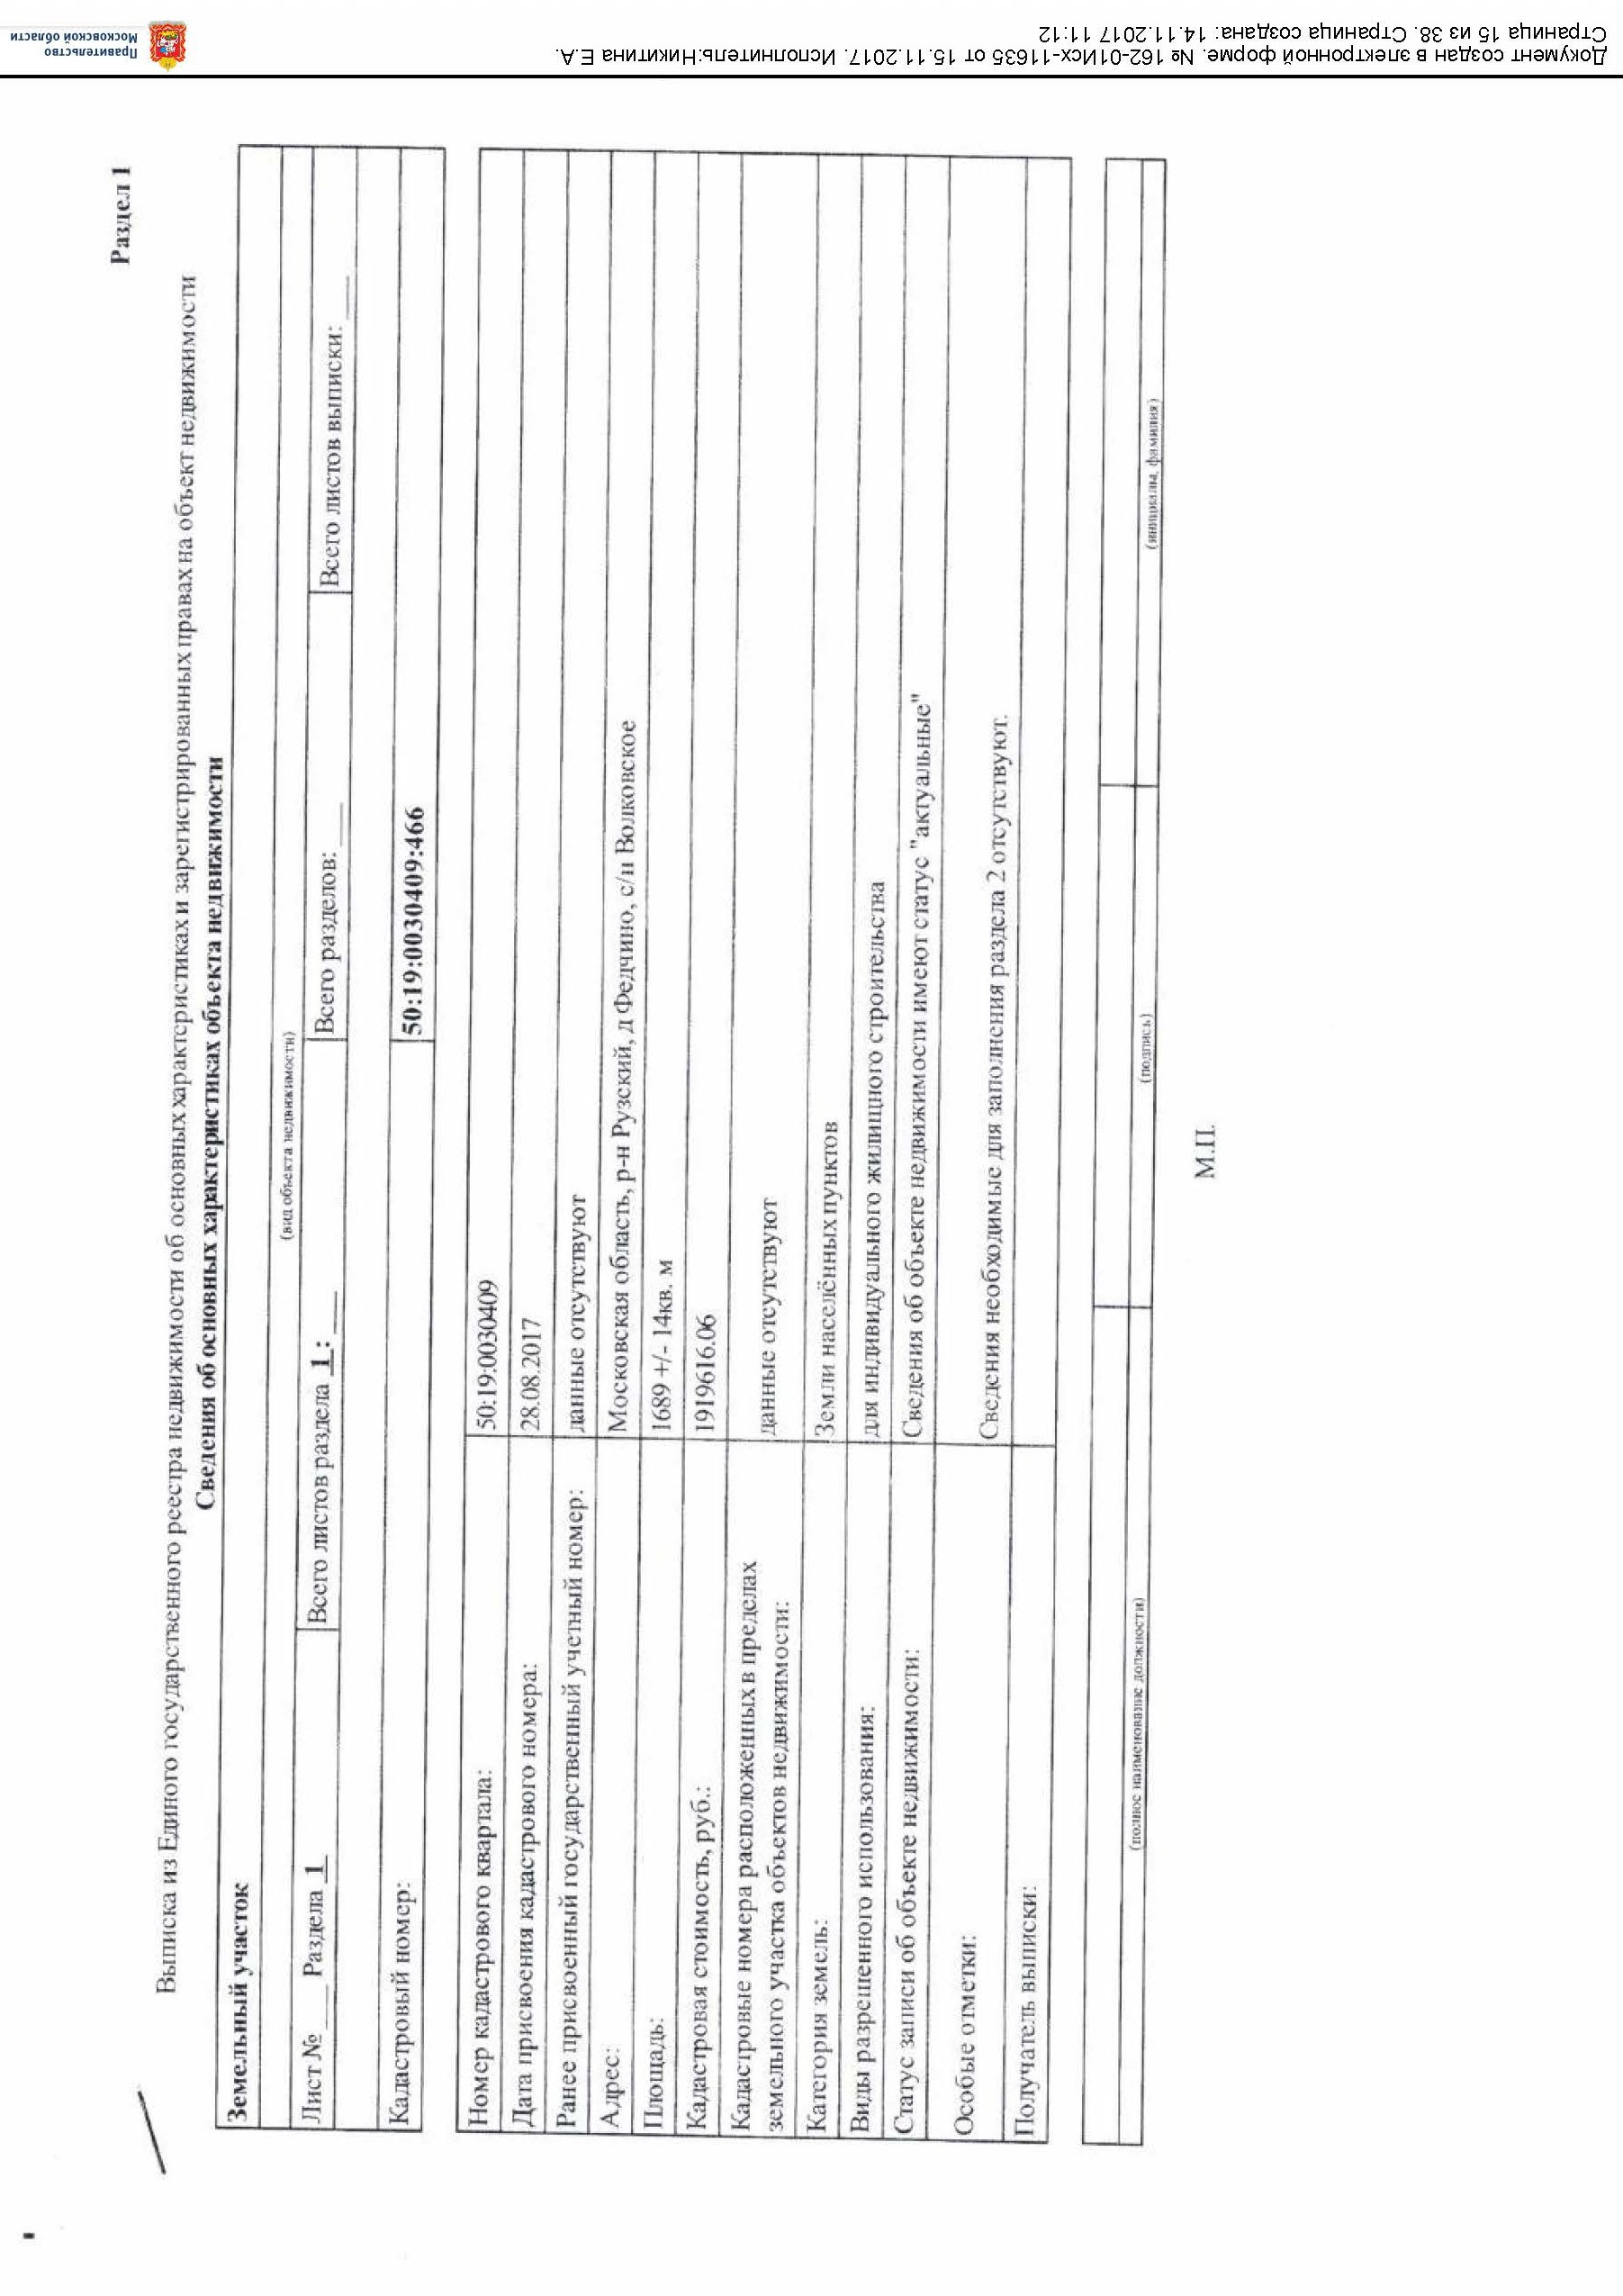 Документ создан в электронной форме. № 162-01Исх-11635 от 15.11.2017. Исполнитель:Никитина Е.А.
Страница 15 из 38. Страница создана: 14.11.2017 11:12
Правительство
Московской области
Раздел 1
Выписка из Единого государственного реестра недвижимости об основных характеристиках и зарегистрированных правах на объект недвижимости
Сведения об основных характеристиках объекта недвижимости
Земельный участок
(вид объекта недвижимости)
Лист № ___ Раздела 1 Всего листов раздела 1 : ___ Всего разделов: ___ Всего листов выписки: ___
Кадастровый номер: 50:19:0030409:466
Номер кадастрового квартала: 50:19:0030409
Дата присвоения кадастрового номера: 28.08.2017
Ранее присвоенный государственный учетный номер: данные отсутствуют
Адрес: Московская область, р-н Рузский, д Федчино, с/п Волковское
Площадь: 1689 +/- 14кв. м
Кадастровая стоимость, руб.: 1919616.06
Кадастровые номера расположенных в пределах
земельного участка объектов недвижимости: данные отсутствуют
Категория земель: Земли населённых пунктов
Виды разрешенного использования: для индивидуального жилищного строительства
Статус записи об объекте недвижимости: Сведения об объекте недвижимости имеют статус "актуальные"
Особые отметки: Сведения необходимые для заполнения раздела 2 отсутствуют.
Получатель выписки:
(полное наименование должности) (подпись) (инициалы, фамилия)
М.П.